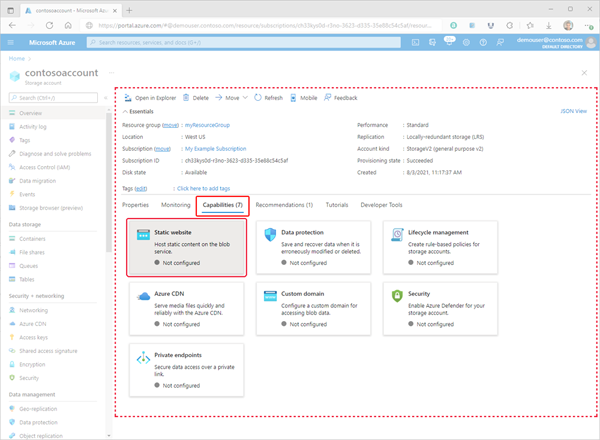 contosoaccount - Microsoft Az
https://portal.azure.com/#@demouser.contoso.com/resource/subscriptions/ch33kys0d-r1no-3623-d335-35e88c54c5af/resour...
Microsoft Azure
Search resources, services, and docs (G+/)
demouser@contoso.com
DEFAULT DIRECTORY
Home >
contosoaccount
Storage account
Search (Ctrl+/)
Overview
Activity log
Tags
Diagnose and solve problems
Access Control (IAM)
Data migration
Events
Storage browser (preview)
Data storage
Containers
File shares
Queues
Tables
Security + networking
Networking
Azure CDN
Access keys
Shared access signature
Encryption
Security
Data management
Geo-replication
Data protection
Object replication
Open in Explorer
Delete
Move
Refresh
Mobile
Feedback
Essentials
JSON View
Resource group (move) : myResourceGroup
Location : West US
Subscription (move) : My Example Subscription
Subscription ID : ch33kys0d-r1no-3623-d335-35e88c54c5af
Disk state : Available
Performance : Standard
Replication : Locally-redundant storage (LRS)
Account kind : StorageV2 (general purpose v2)
Provisioning state : Succeeded
Created : 8/3/2021, 11:17:37 AM
Tags (edit) : Click here to add tags
Properties
Monitoring
Capabilities (7)
Recommendations (1)
Tutorials
Developer Tools
Static website
Host static content on the blob
service.
Not configured
Data protection
Save and recover data when it is
erroneously modified or deleted.
Not configured
Lifecycle management
Create rule-based policies for
storage accounts.
Not configured
Azure CDN
Serve media files quickly and
reliably with the Azure CDN.
Not configured
Custom domain
Configure a custom domain for
accessing blob data.
Not configured
Security
Enable Azure Defender for your
storage account.
Not configured
Private endpoints
Secure data access over a private
link.
Not configured